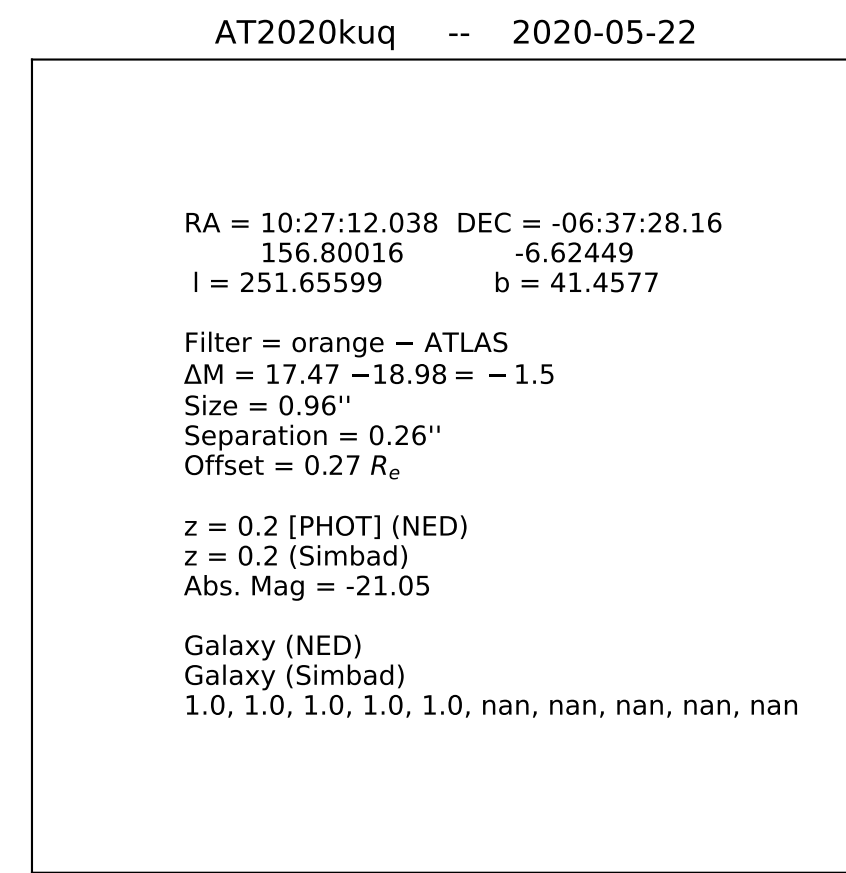 AT2020kuq -- 2020-05-22
RA = 10:27:12.038 DEC = -06:37:28.16
156.80016 -6.62449
l = 251.65599 b = 41.4577
Filter = orange − ATLAS
ΔM = 17.47 −18.98 = − 1.5
Size = 0.96''
Separation = 0.26''
Offset = 0.27 Rₑ
z = 0.2 [PHOT] (NED)
z = 0.2 (Simbad)
Abs. Mag = -21.05
Galaxy (NED)
Galaxy (Simbad)
1.0, 1.0, 1.0, 1.0, 1.0, nan, nan, nan, nan, nan